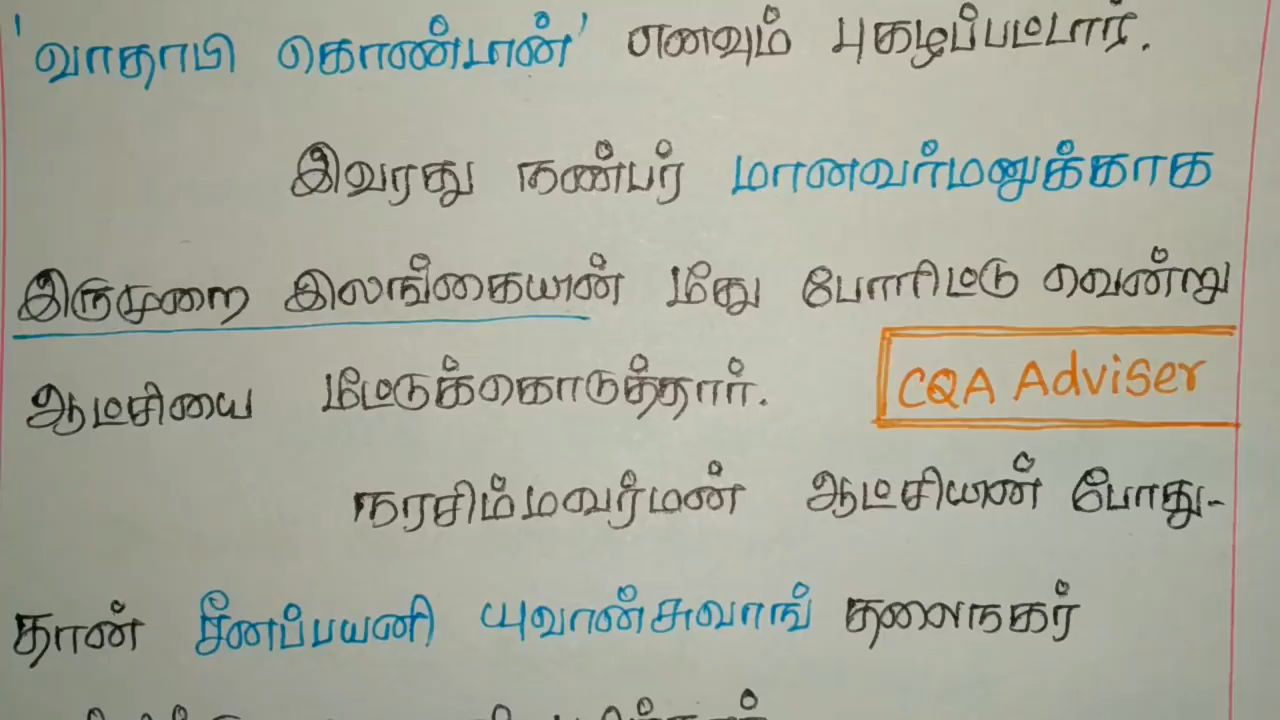 'வாதாபி கொண்டான்' எனவும் புகழப்பட்டார்.
இவரது நண்பர் மானவர்மனுக்காக
இருமுறை இலங்கையின் மீது போரிட்டு வென்று
ஆட்சியை மீட்டுக்கொடுத்தார்.
CQA Adviser
நரசிம்மவர்மன் ஆட்சியின் போது-
தான் சீனப்பயணி யுவான்சுவாங் தலைநகர்